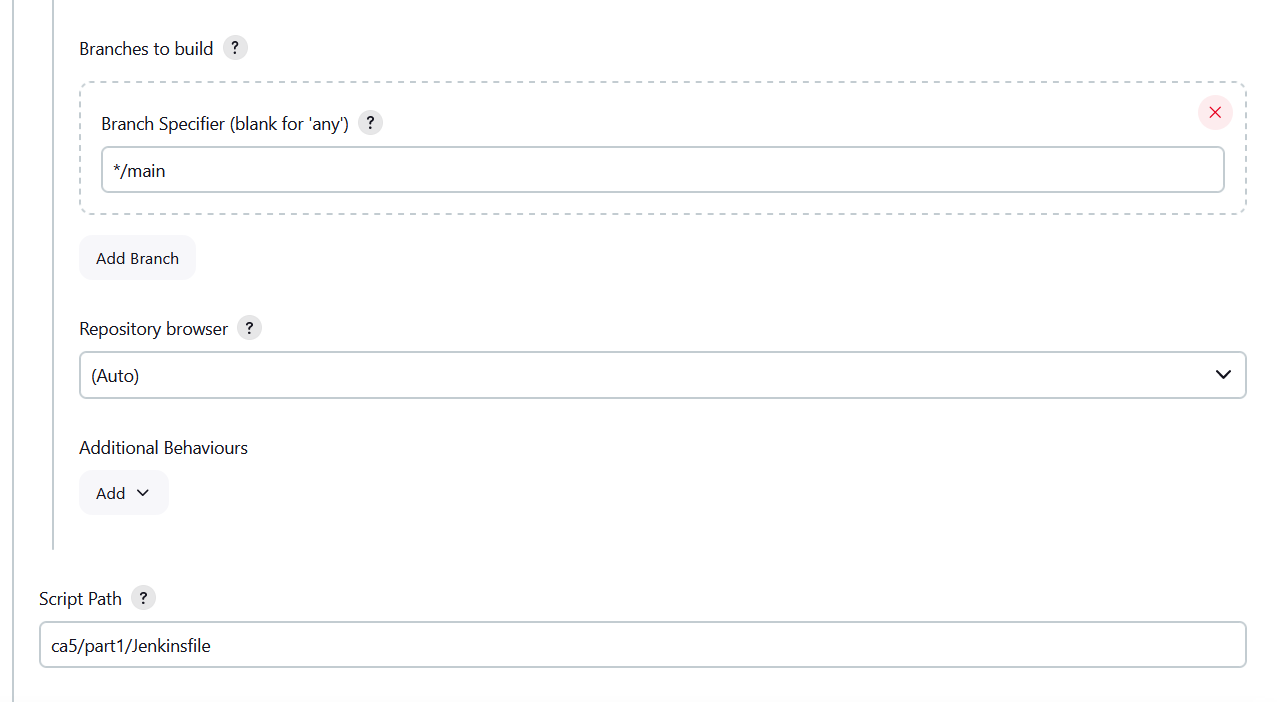 Branches to build ?
Branch Specifier (blank for 'any') ?
*/main
Add Branch
Repository browser ?
(Auto)
Additional Behaviours
Add
Script Path ?
ca5/part1/Jenkinsfile